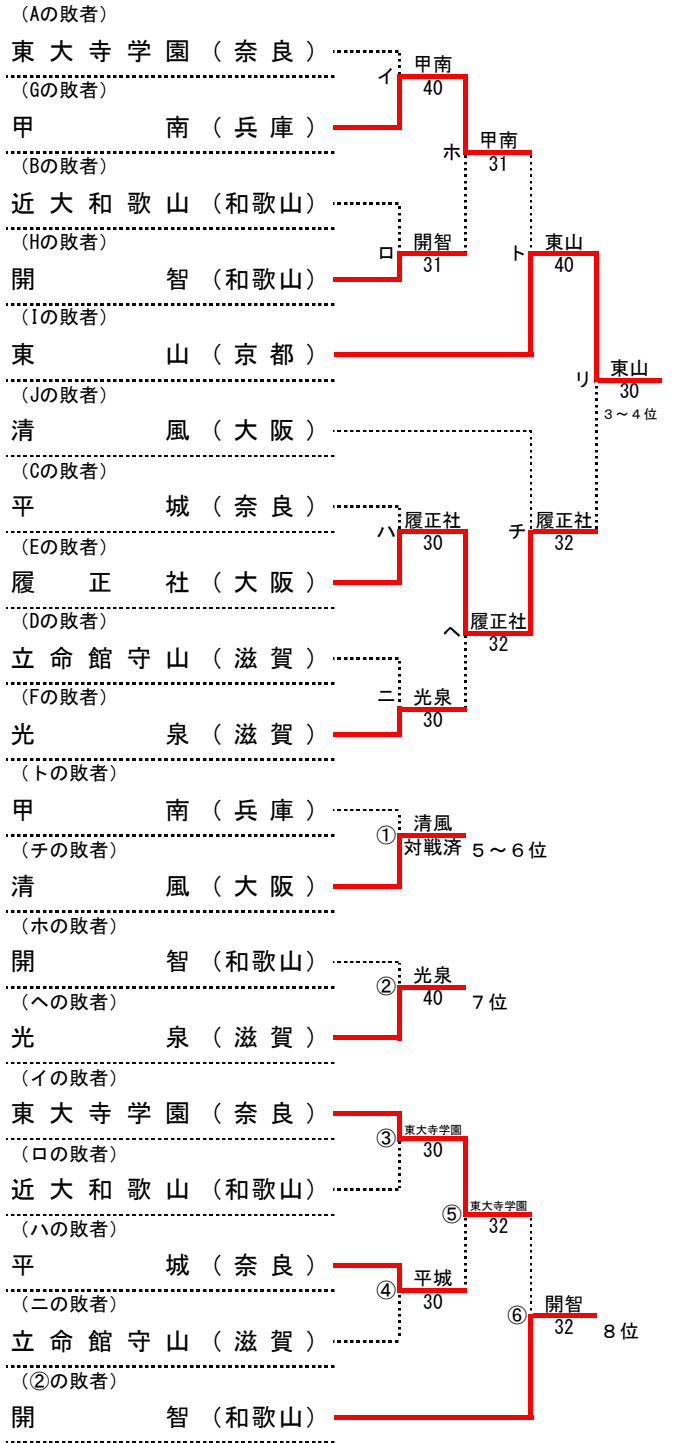 (Aの敗者)
東大寺学園(奈良)
イ 甲南
40
(Gの敗者)
甲南(兵庫)
ホ 甲南
31
(Bの敗者)
近大和歌山(和歌山)
(Hの敗者)
ロ 開智
31
ト 東山
40
開智(和歌山)
(Iの敗者)
東山(京都)
リ 東山
30
3~4位
(Jの敗者)
清風(大阪)
(Cの敗者)
平城(奈良)
ハ 履正社
30
チ 履正社
32
(Eの敗者)
履正社(大阪)
(Dの敗者)
ヘ 履正社
32
立命館守山(滋賀)
(Fの敗者)
ニ 光泉
30
光泉(滋賀)
(トの敗者)
甲南(兵庫)
① 清風
対戦済 5~6位
(チの敗者)
清風(大阪)
(ホの敗者)
開智(和歌山)
② 光泉
40 7位
(ヘの敗者)
光泉(滋賀)
(イの敗者)
東大寺学園(奈良)
③ 東大寺学園
30
(ロの敗者)
近大和歌山(和歌山)
⑤ 東大寺学園
32
(ハの敗者)
平城(奈良)
④ 平城
30
(ニの敗者)
⑥ 開智
32 8位
立命館守山(滋賀)
(②の敗者)
開智(和歌山)